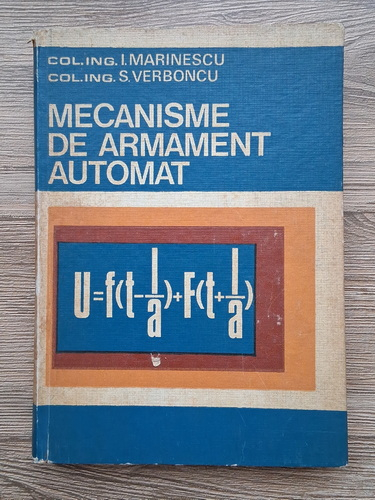 COL.ING. I.MARINESCU
COL.ING. S.VERBONCU
MECANISME
DE ARMAMENT
AUTOMAT
U=f(t-l/a)+F(t+l/a)